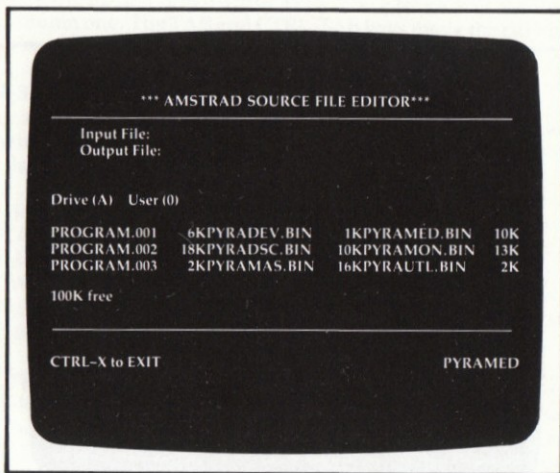 *** AMSTRAD SOURCE FILE EDITOR***
Input File:
Output File:
Drive (A) User (0)
PROGRAM.001 6KPYRADEV.BIN 1KPYRAMED.BIN 10K
PROGRAM.002 18KPYRADSC.BIN 10KPYRAMON.BIN 13K
PROGRAM.003 2KPYRAMAS.BIN 16KPYRAUTL.BIN 2K
100K free
CTRL–X to EXIT PYRAMED